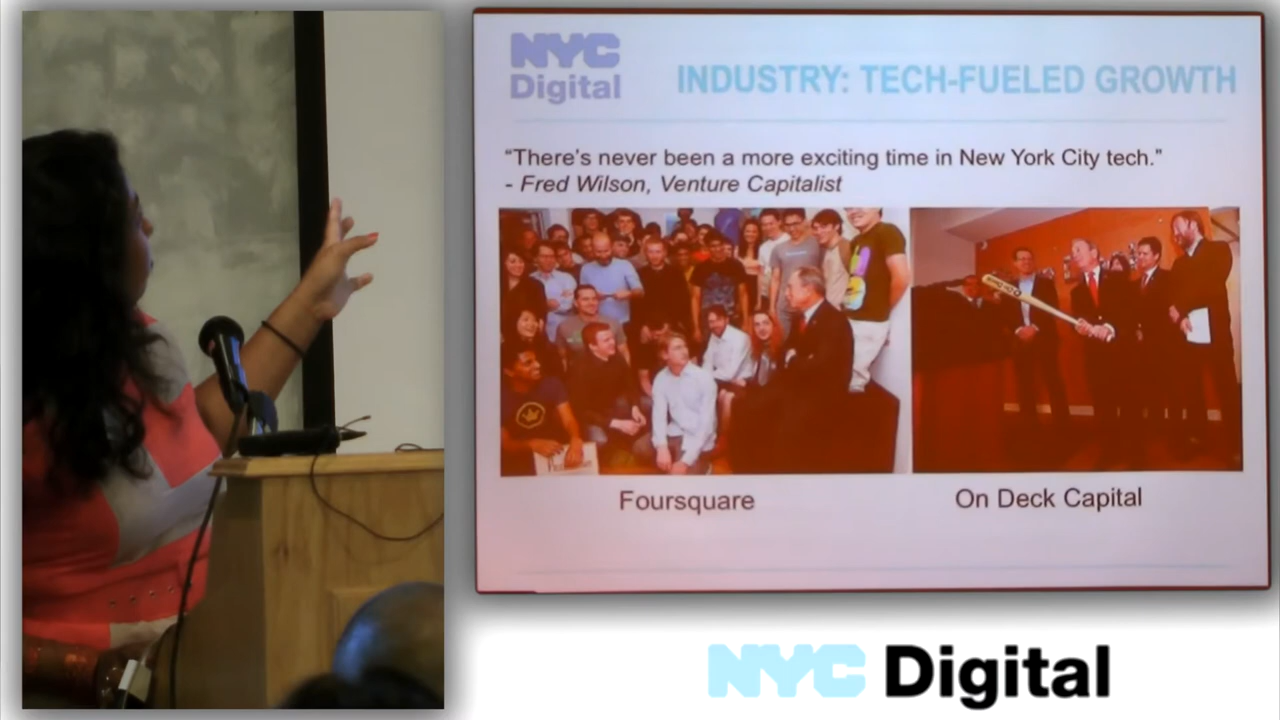 NYC
Digital
INDUSTRY: TECH-FUELED GROWTH
“There’s never been a more exciting time in New York City tech.”
- Fred Wilson, Venture Capitalist
Foursquare
On Deck Capital
NYC Digital